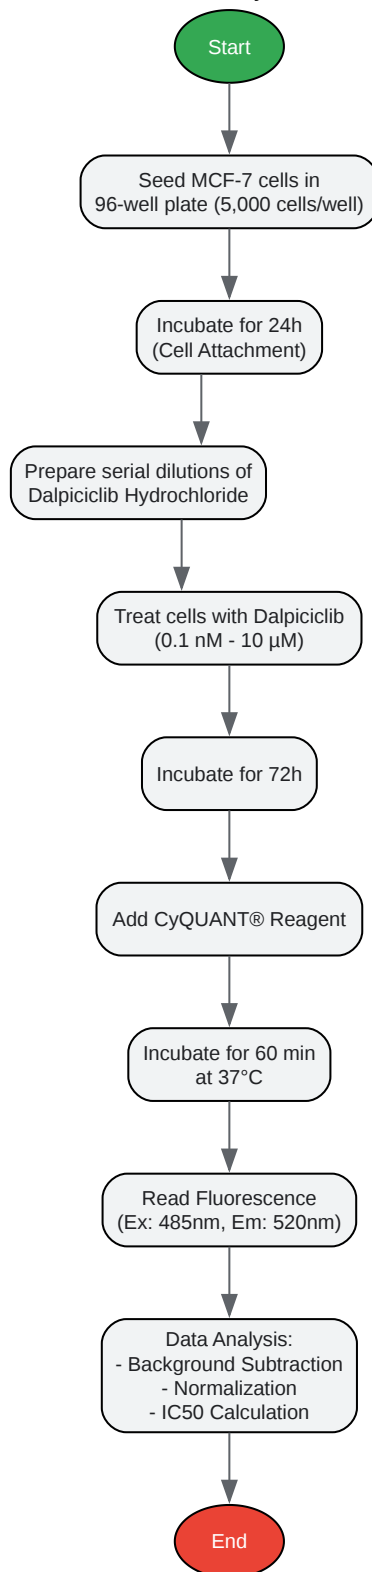 Start
Seed MCF-7 cells in
96-well plate (5,000 cells/well)
Incubate for 24h
(Cell Attachment)
Prepare serial dilutions of
Dalpiciclib Hydrochloride
Treat cells with Dalpiciclib
(0.1 nM - 10 µM)
Incubate for 72h
Add CyQUANT® Reagent
Incubate for 60 min
at 37°C
Read Fluorescence
(Ex: 485nm, Em: 520nm)
Data Analysis:
- Background Subtraction
- Normalization
- IC50 Calculation
End